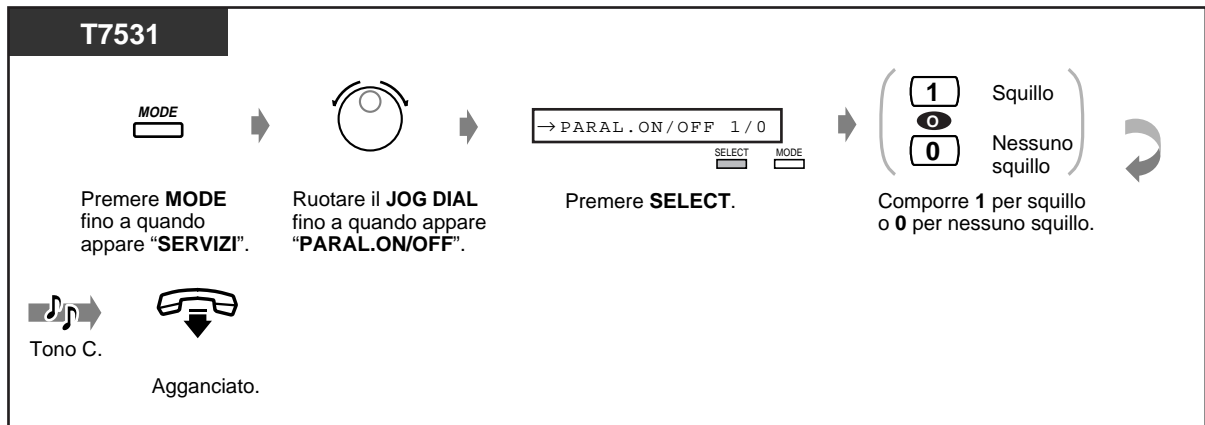 T7531
MODE
Premere MODE
fino a quando
appare “SERVIZI”.
Ruotare il JOG DIAL
fino a quando appare
“PARAL.ON/OFF”.
→PARAL.ON/OFF 1/0
SELECT MODE
Premere SELECT.
1 Squillo
O
0 Nessuno
squillo
Comporre 1 per squillo
o 0 per nessuno squillo.
Tono C.
Agganciato.